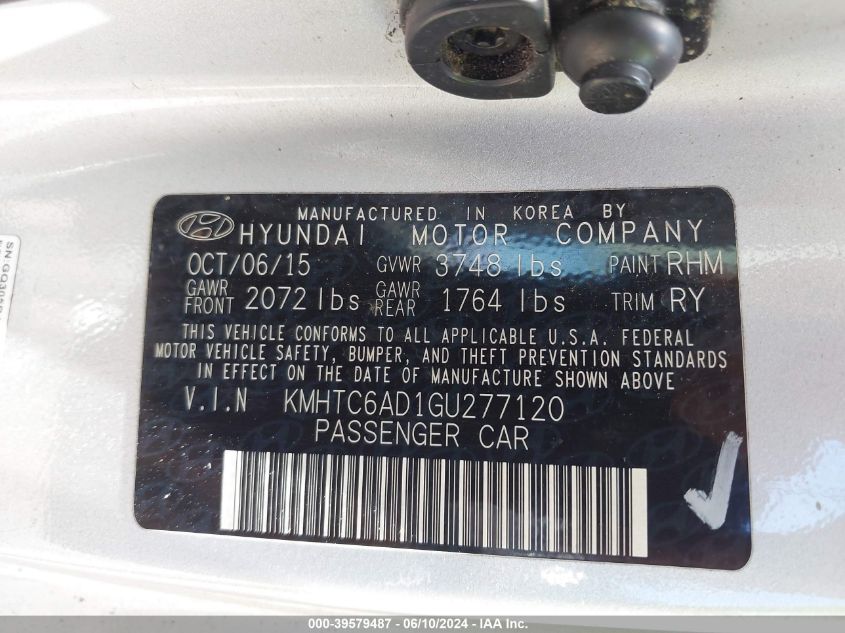 MANUFACTURED IN KOREA BY
HYUNDAI MOTOR COMPANY
OCT/06/15 GVWR 3748 lbs PAINT RHM
GAWR FRONT 2072 lbs GAWR REAR 1764 lbs TRIM RY
THIS VEHICLE CONFORMS TO ALL APPLICABLE U.S.A. FEDERAL
MOTOR VEHICLE SAFETY, BUMPER, AND THEFT PREVENTION STANDARDS
IN EFFECT ON THE DATE OF MANUFACTURE SHOWN ABOVE
V.I.N KMHTC6AD1GU277120
PASSENGER CAR
000-39579487 - 06/10/2024 - IAA Inc.